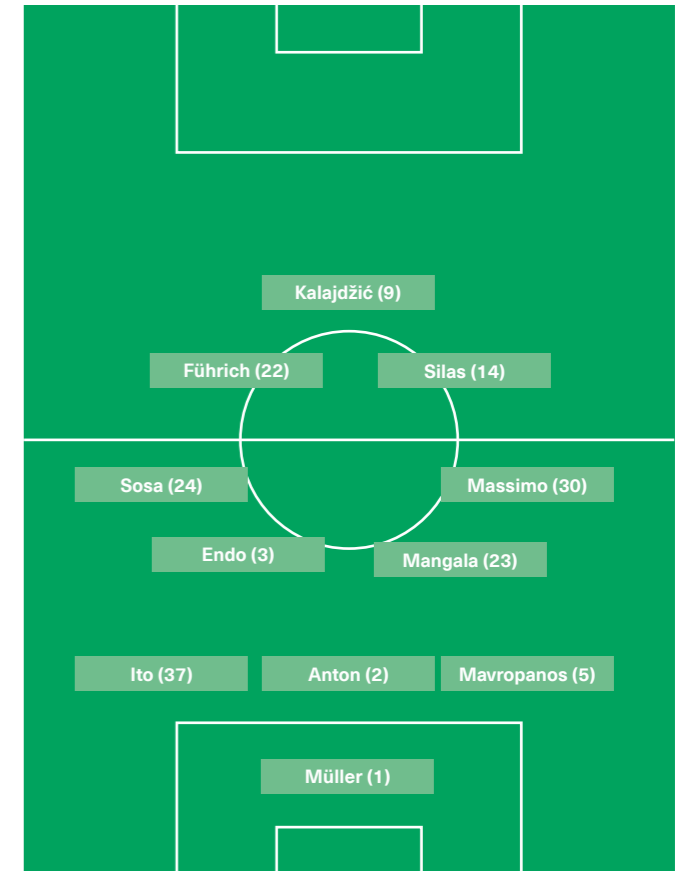 Kalajdžić (9)
Führich (22)
Silas (14)
Sosa (24)
Massimo (30)
Endo (3)
Mangala (23)
Ito (37)
Anton (2)
Mavropanos (5)
Müller (1)